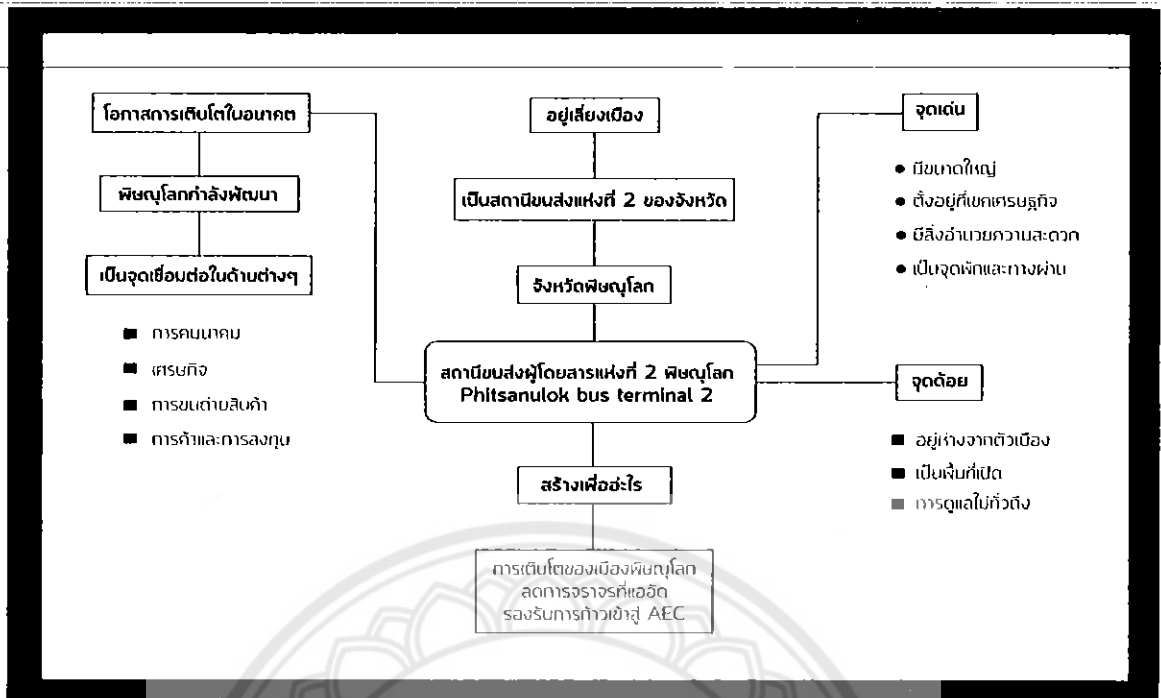 โอกาสการเติบโตในอนาคต
พิษณุโลกกำลังพัฒนา
เป็นจุดเชื่อมต่อในด้านต่างๆ
การคมนาคม
เศรษกิจ
การขนถ่ายสินค้า
การค้าและการลงทุน
อยู่เลี่ยงเมือง
เป็นสถานีขนส่งแห่งที่ 2 ของจังหวัด
จังหวัดพิษณุโลก
สถานีขนส่งผู้โดยสารแห่งที่ 2 พิษณุโลก
Phitsanulok bus terminal 2
สร้างเพื่ออะไร
การเติบโตของเมืองพิษณุโลก
ลดการจราจรที่แออัด
รองรับการก้าวเข้าสู่ AEC
จุดเด่น
มีขนาดใหญ่
ตั้งอยู่ที่เขตเศรษฐกิจ
มีสิ่งอำนวยความสะดวก
เป็นจุดพักและทางผ่าน
จุดด้อย
อยู่ห่างจากตัวเมือง
เป็นพื้นที่เปิด
การดูแลไม่ทั่วถึง